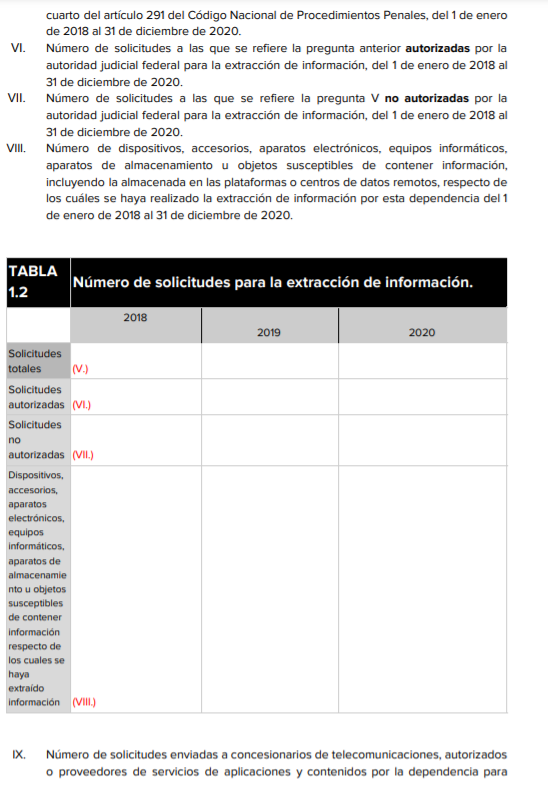 cuarto del artículo 291 del Código Nacional de Procedimientos Penales, del 1 de enero
de 2018 al 31 de diciembre de 2020.
VI. Número de solicitudes a las que se refiere la pregunta anterior autorizadas por la
autoridad judicial federal para la extracción de información, del 1 de enero de 2018 al
31 de diciembre de 2020.
VII. Número de solicitudes a las que se refiere la pregunta V no autorizadas por la
autoridad judicial federal para la extracción de información, del 1 de enero de 2018 al
31 de diciembre de 2020.
VIII. Número de dispositivos, accesorios, aparatos electrónicos, equipos informáticos,
aparatos de almacenamiento u objetos susceptibles de contener información,
incluyendo la almacenada en las plataformas o centros de datos remotos, respecto de
los cuáles se haya realizado la extracción de información por esta dependencia del 1
de enero de 2018 al 31 de diciembre de 2020.
TABLA
1.2
Número de solicitudes para la extracción de información.
2018
2019
2020
Solicitudes
totales (V.)
Solicitudes
autorizadas (VI.)
Solicitudes
no
autorizadas (VII.)
Dispositivos,
accesorios,
aparatos
electrónicos,
equipos
informáticos,
aparatos de
almacenamie
nto u objetos
susceptibles
de contener
información
respecto de
los cuales se
haya
extraído
información (VIII.)
IX. Número de solicitudes enviadas a concesionarios de telecomunicaciones, autorizados
o proveedores de servicios de aplicaciones y contenidos por la dependencia para